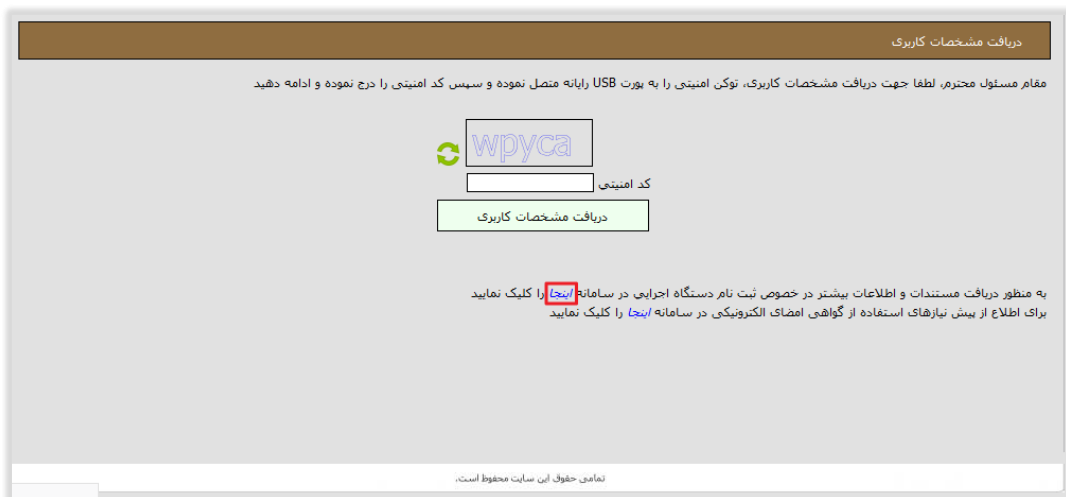 دریافت مشخصات کاربری
مقام مسئول محترم، لطفا جهت دریافت مشخصات کاربری، توکن امنیتی را به پورت USB رایانه متصل نموده و سپس کد امنیتی را درج نموده و ادامه دهید
wpyca
کد امنیتی
دریافت مشخصات کاربری
به منظور دریافت مستندات و اطلاعات بیشتر در خصوص ثبت نام دستگاه اجرایی در سامانه اینجا را کلیک نمایید
برای اطلاع از پیش نیازهای استفاده از گواهی امضای الکترونیکی در سامانه اینجا را کلیک نمایید
تمامی حقوق این سایت محفوظ است.